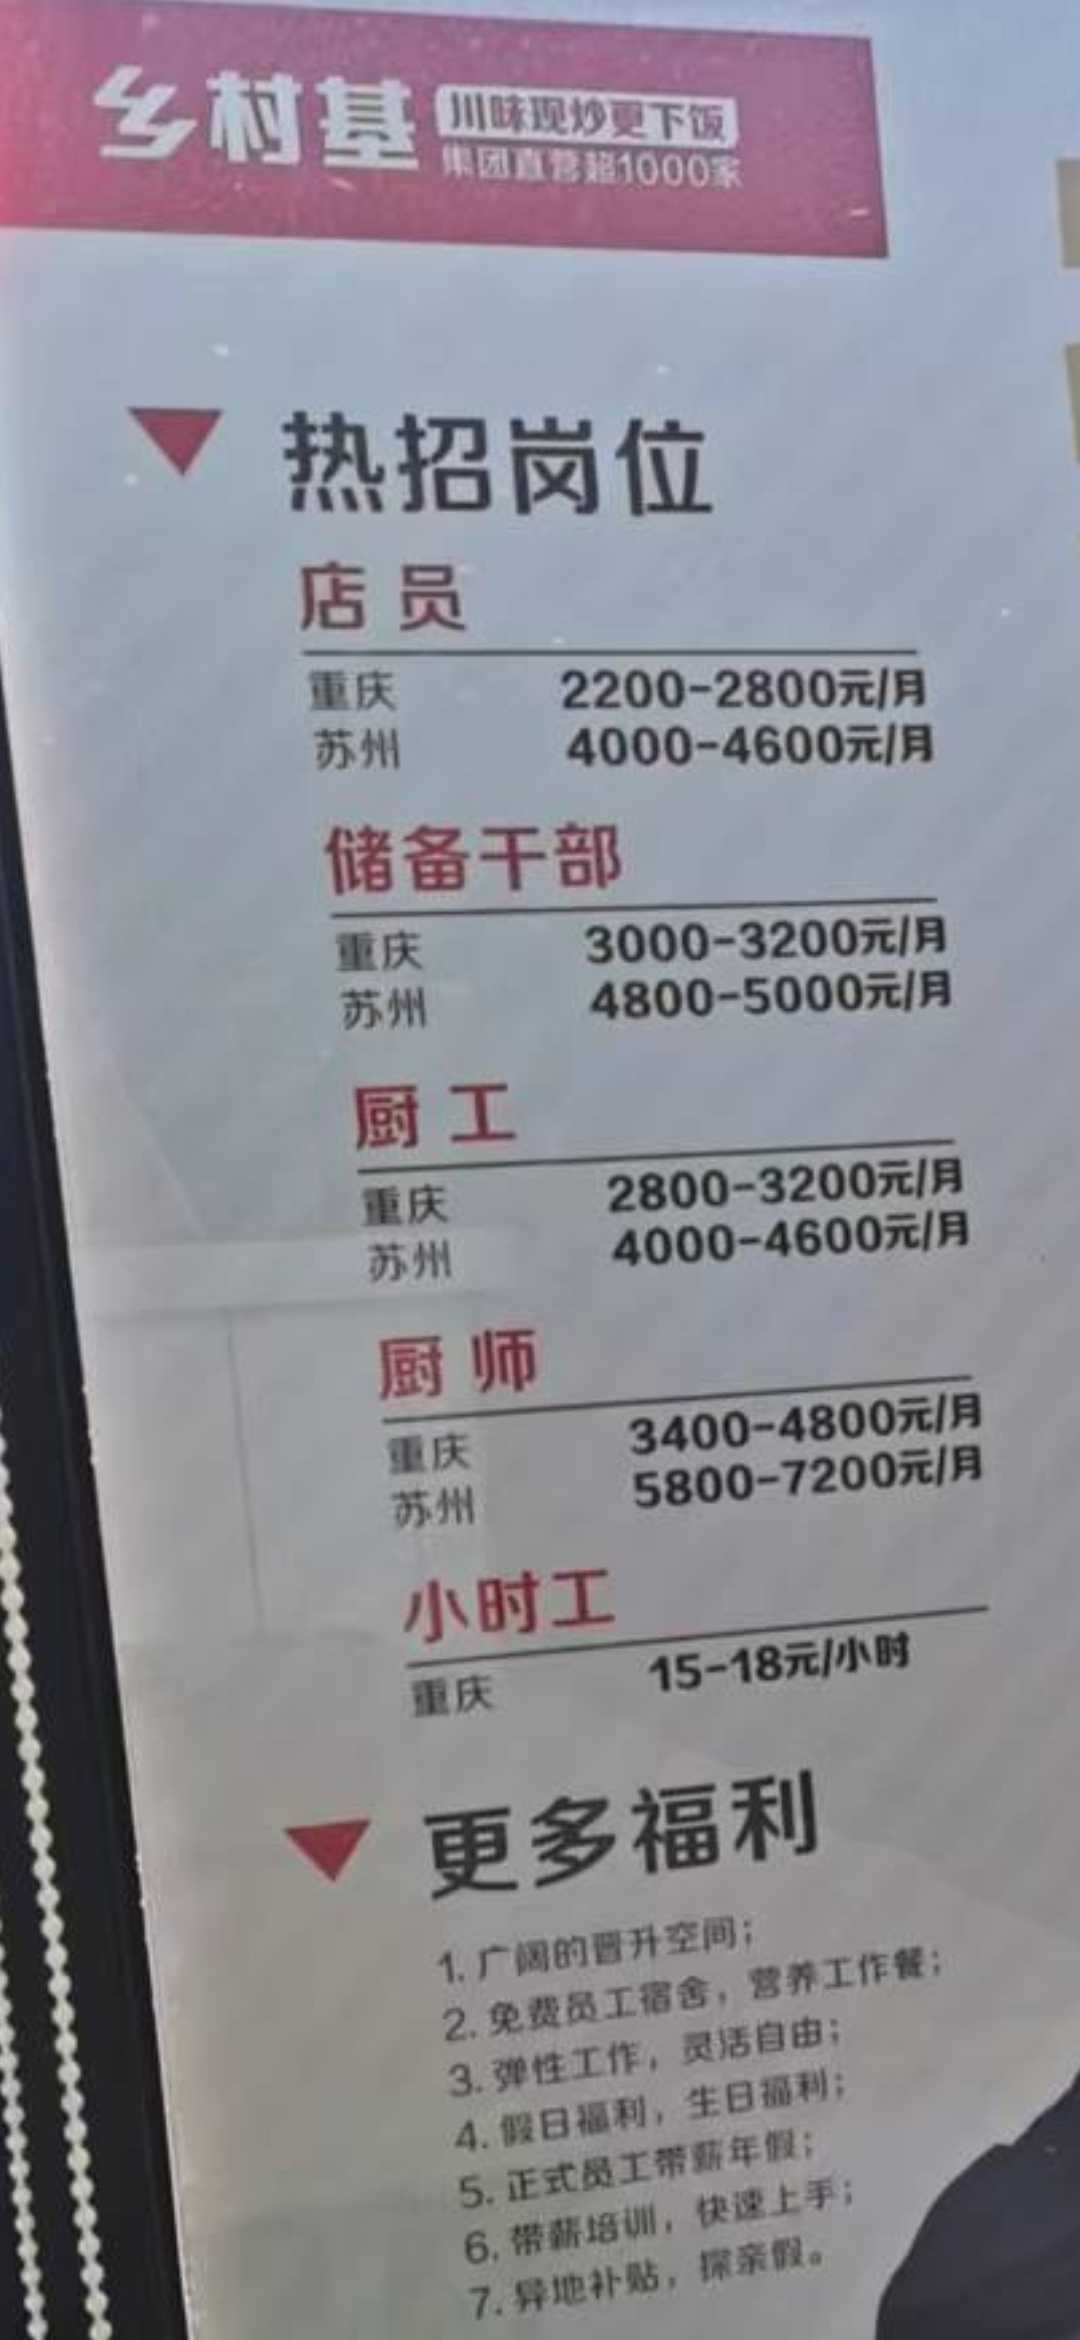 乡村基
川味现炒更下饭
集团直营超1000家
热招岗位
店员
重庆 2200-2800元/月
苏州 4000-4600元/月
储备干部
重庆 3000-3200元/月
苏州 4800-5000元/月
厨工
重庆 2800-3200元/月
苏州 4000-4600元/月
厨师
重庆 3400-4800元/月
苏州 5800-7200元/月
小时工
重庆 15-18元/小时
更多福利
1. 广阔的晋升空间；
2. 免费员工宿舍，营养工作餐；
3. 弹性工作，灵活自由；
4. 假日福利，生日福利；
5. 正式员工带薪年假；
6. 带薪培训，快速上手；
7. 异地补贴，探亲假。